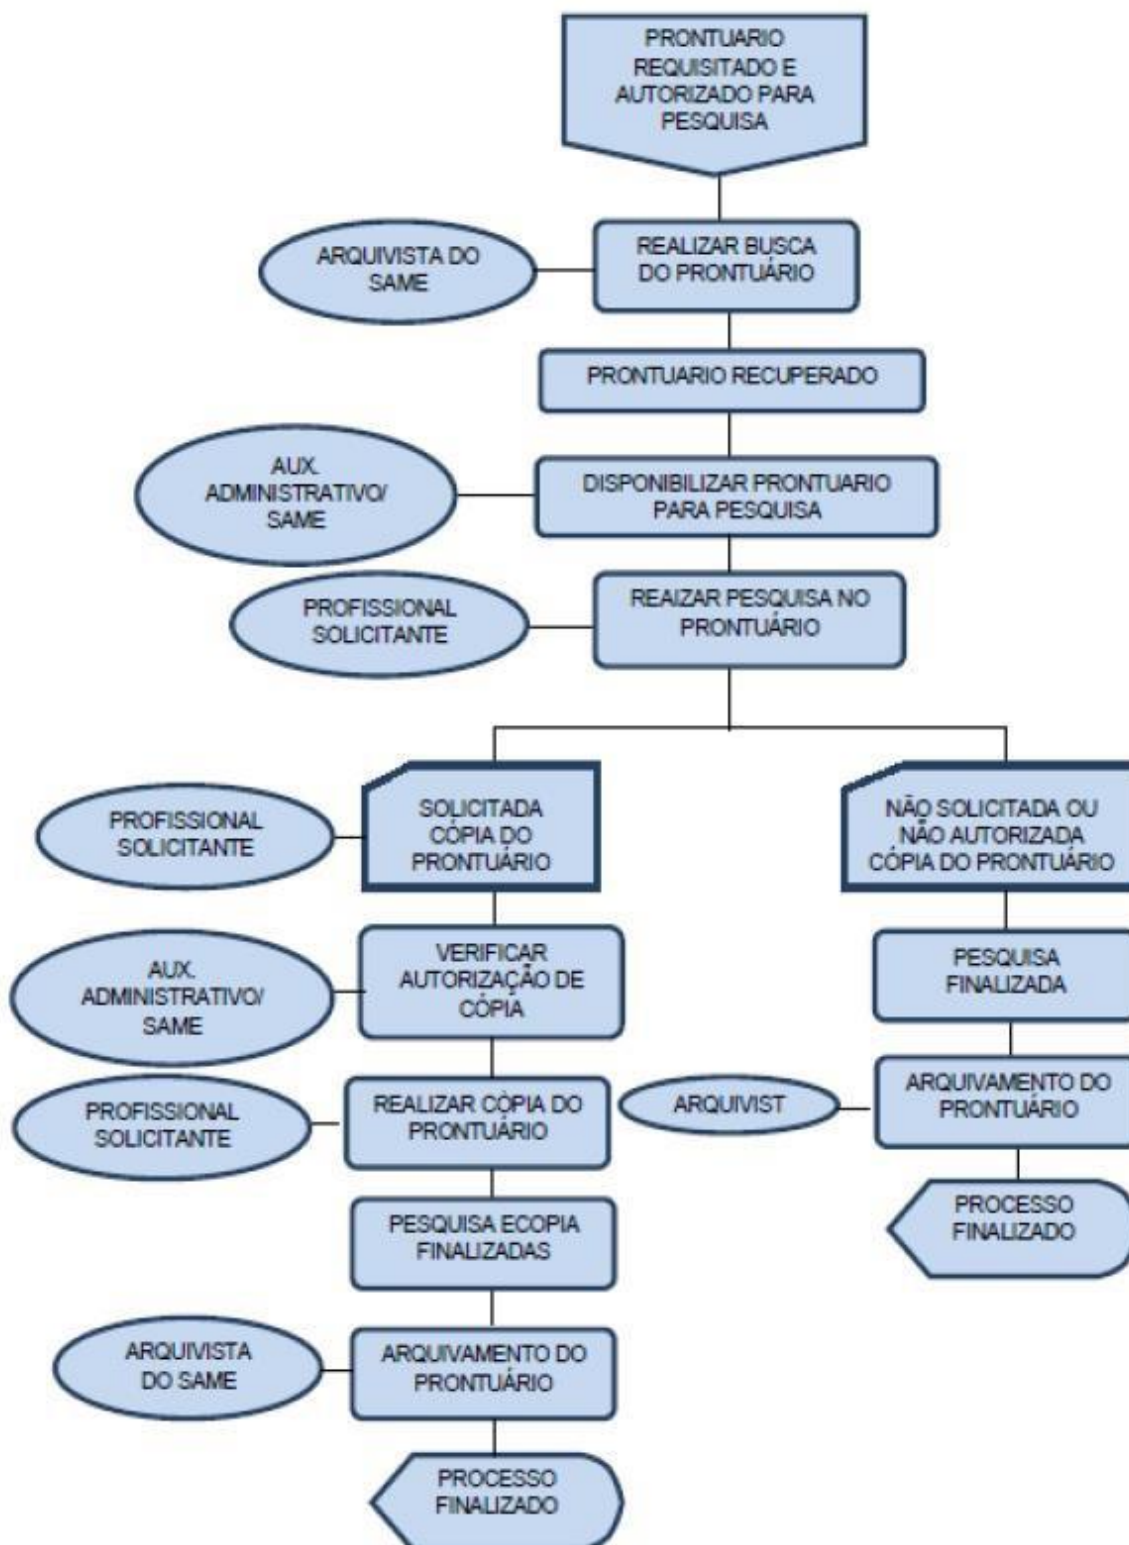 PRONTUARIO
REQUISITADO E
AUTORIZADO PARA
PESQUISA
ARQUIVISTA DO
SAME
REALIZAR BUSCA
DO PRONTUÁRIO
PRONTUARIO RECUPERADO
AUX.
ADMINISTRATIVO/
SAME
DISPONIBILIZAR PRONTUARIO
PARA PESQUISA
PROFISSIONAL
SOLICITANTE
REAIZAR PESQUISA NO
PRONTUÁRIO
PROFISSIONAL
SOLICITANTE
SOLICITADA
CÓPIA DO
PRONTUÁRIO
NÃO SOLICITADA OU
NÃO AUTORIZADA
CÓPIA DO PRONTUÁRIO
AUX.
ADMINISTRATIVO/
SAME
VERIFICAR
AUTORIZAÇÃO DE
CÓPIA
PESQUISA
FINALIZADA
PROFISSIONAL
SOLICITANTE
REALIZAR CÒPIA DO
PRONTUÁRIO
ARQUIVIST
ARQUIVAMENTO DO
PRONTUÁRIO
PESQUISA ECOPIA
FINALIZADAS
PROCESSO
FINALIZADO
ARQUIVISTA
DO SAME
ARQUIVAMENTO DO
PRONTUÁRIO
PROCESSO
FINALIZADO